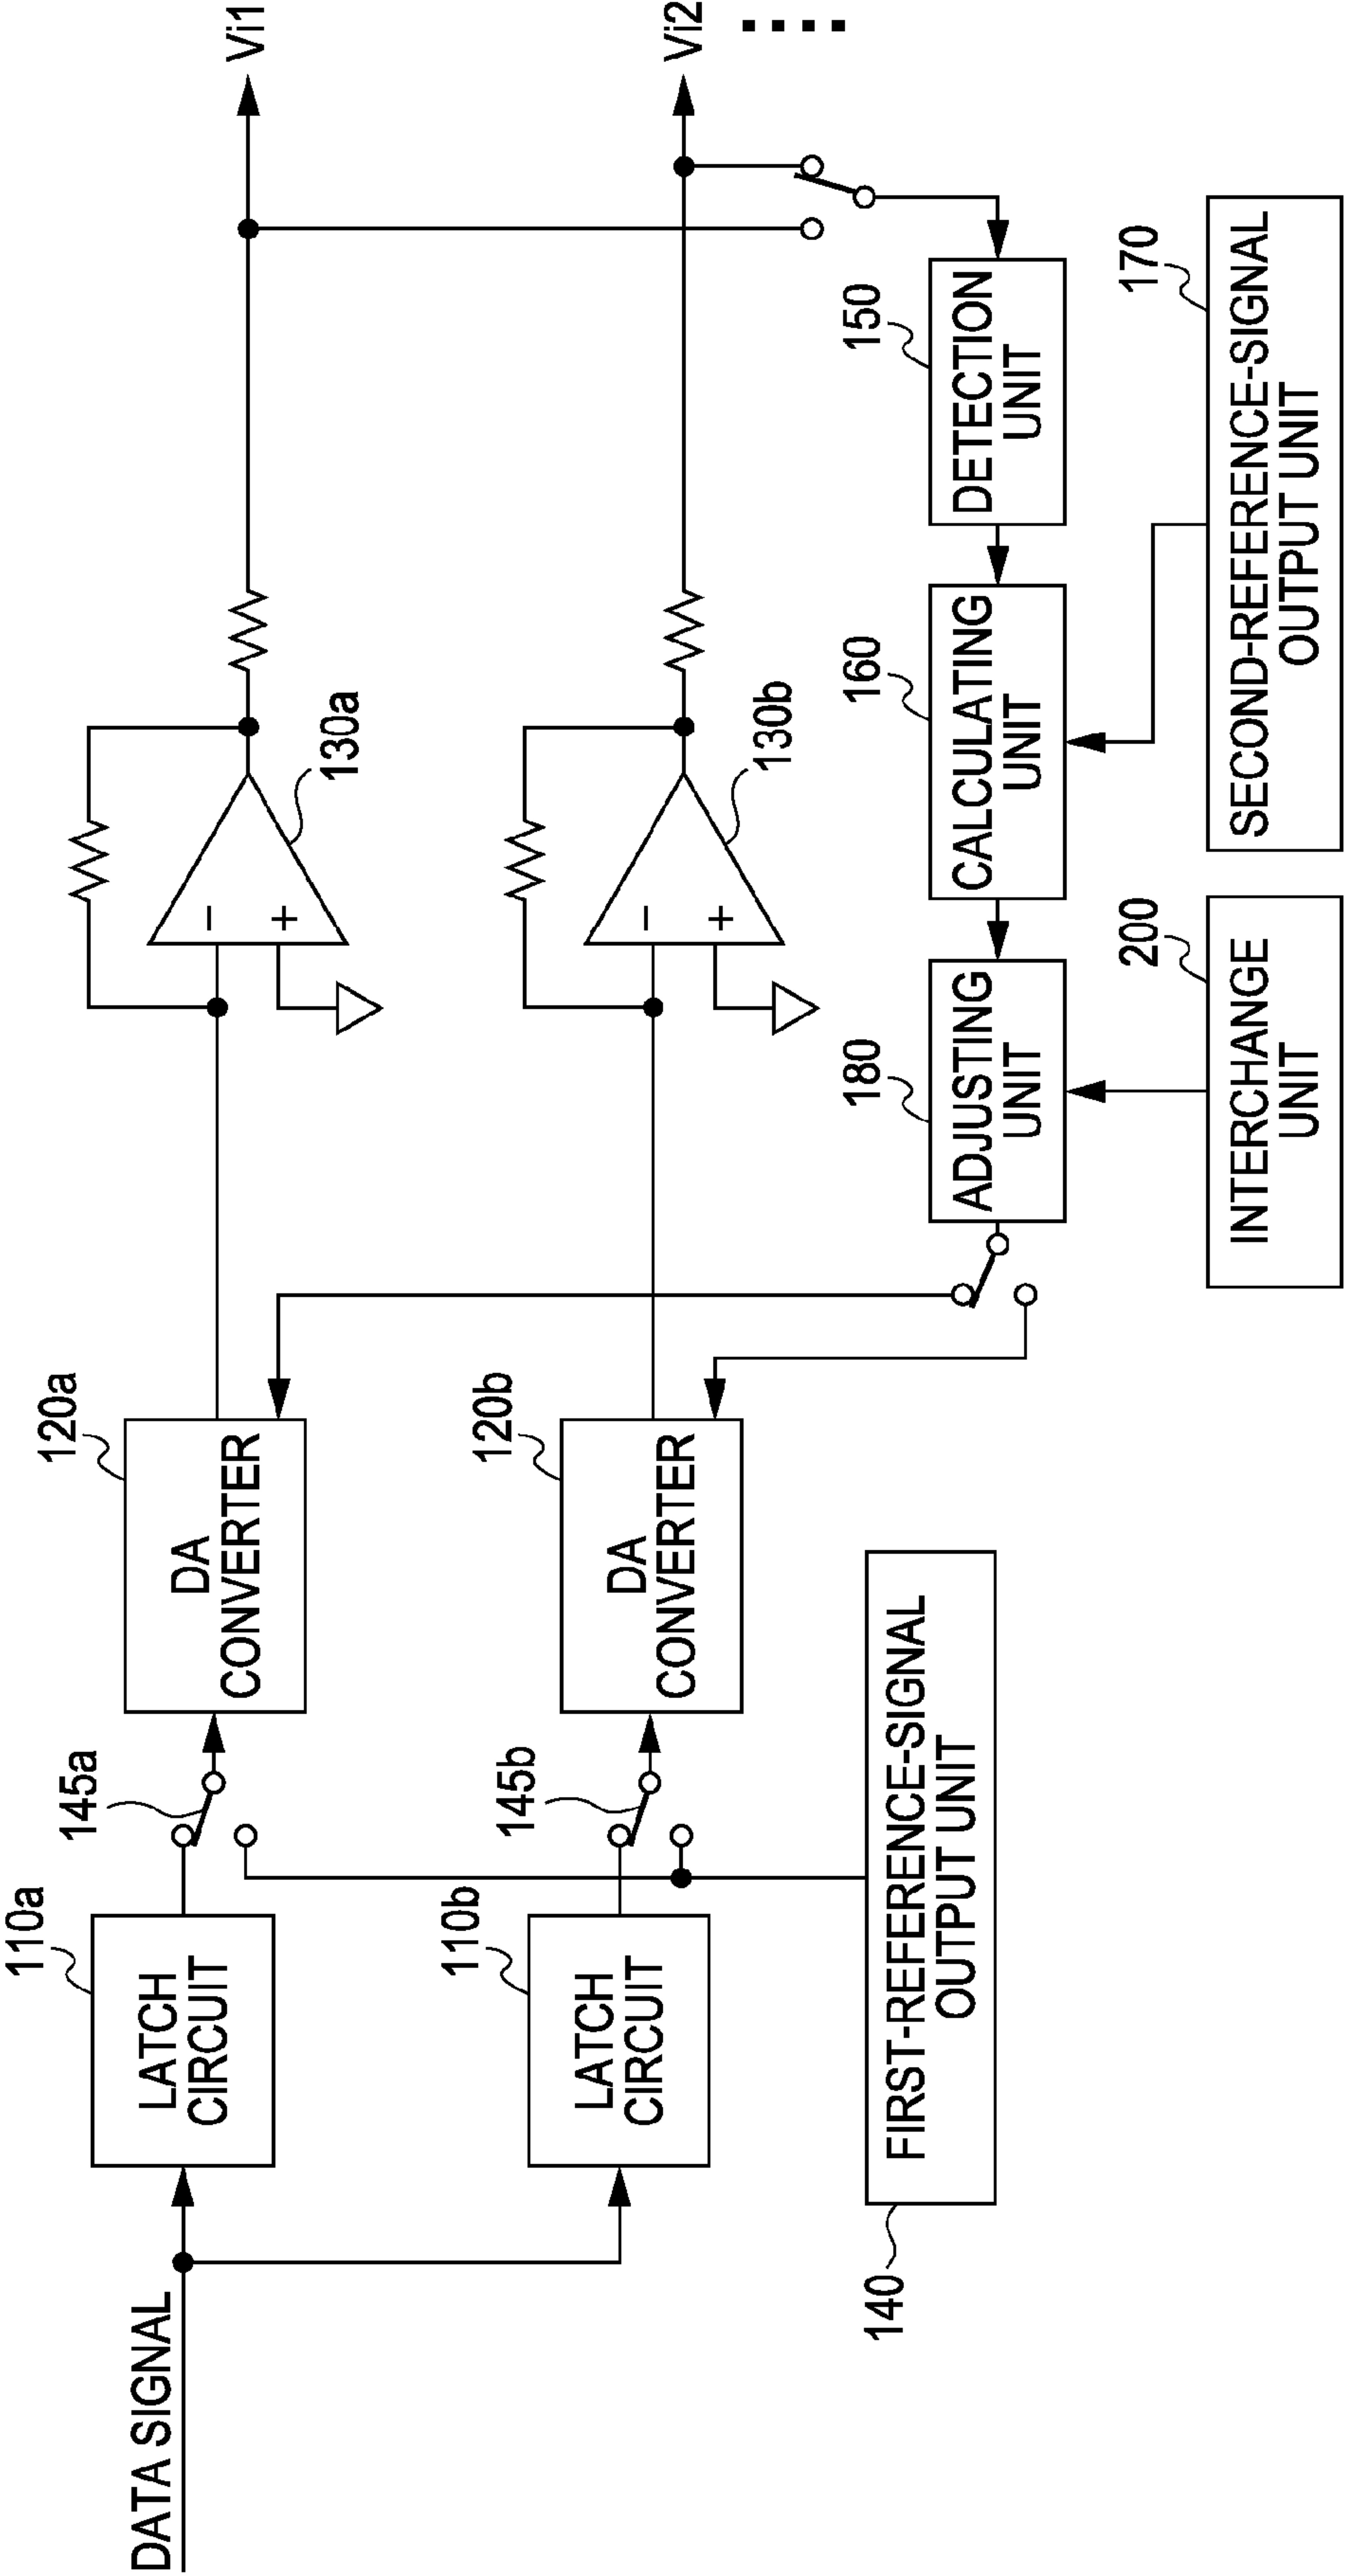 DATA SIGNAL
110a
LATCH
CIRCUIT
145a
120a
DA
CONVERTER
−
+
130a
Vi1
110b
LATCH
CIRCUIT
145b
120b
DA
CONVERTER
−
+
130b
Vi2
140
FIRST-REFERENCE-SIGNAL
OUTPUT UNIT
180
ADJUSTING
UNIT
160
CALCULATING
UNIT
150
DETECTION
UNIT
200
INTERCHANGE
UNIT
170
SECOND-REFERENCE-SIGNAL
OUTPUT UNIT